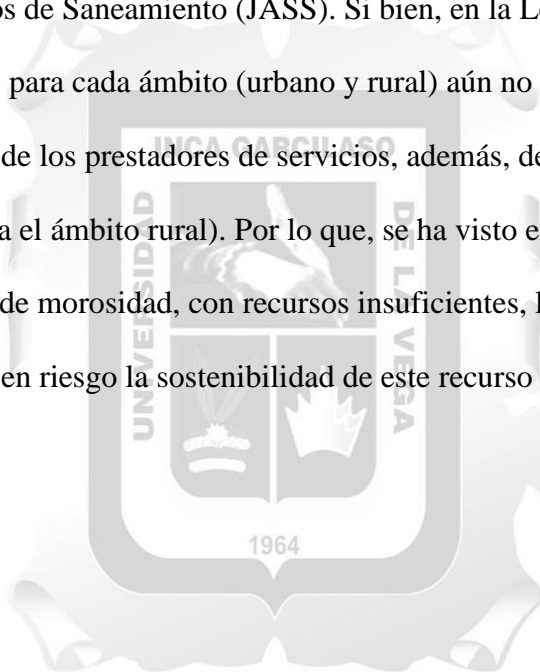 os de Saneamiento (JASS). Si bien, en la L
para cada ámbito (urbano y rural) aún no
INCA GARCILASO
de los prestadores de servicios, además, de
a el ámbito rural). Por lo que, se ha visto e
de morosidad, con recursos insuficientes, l
en riesgo la sostenibilidad de este recurso
UNIVERSIDAD
DE LA VEGA
1964